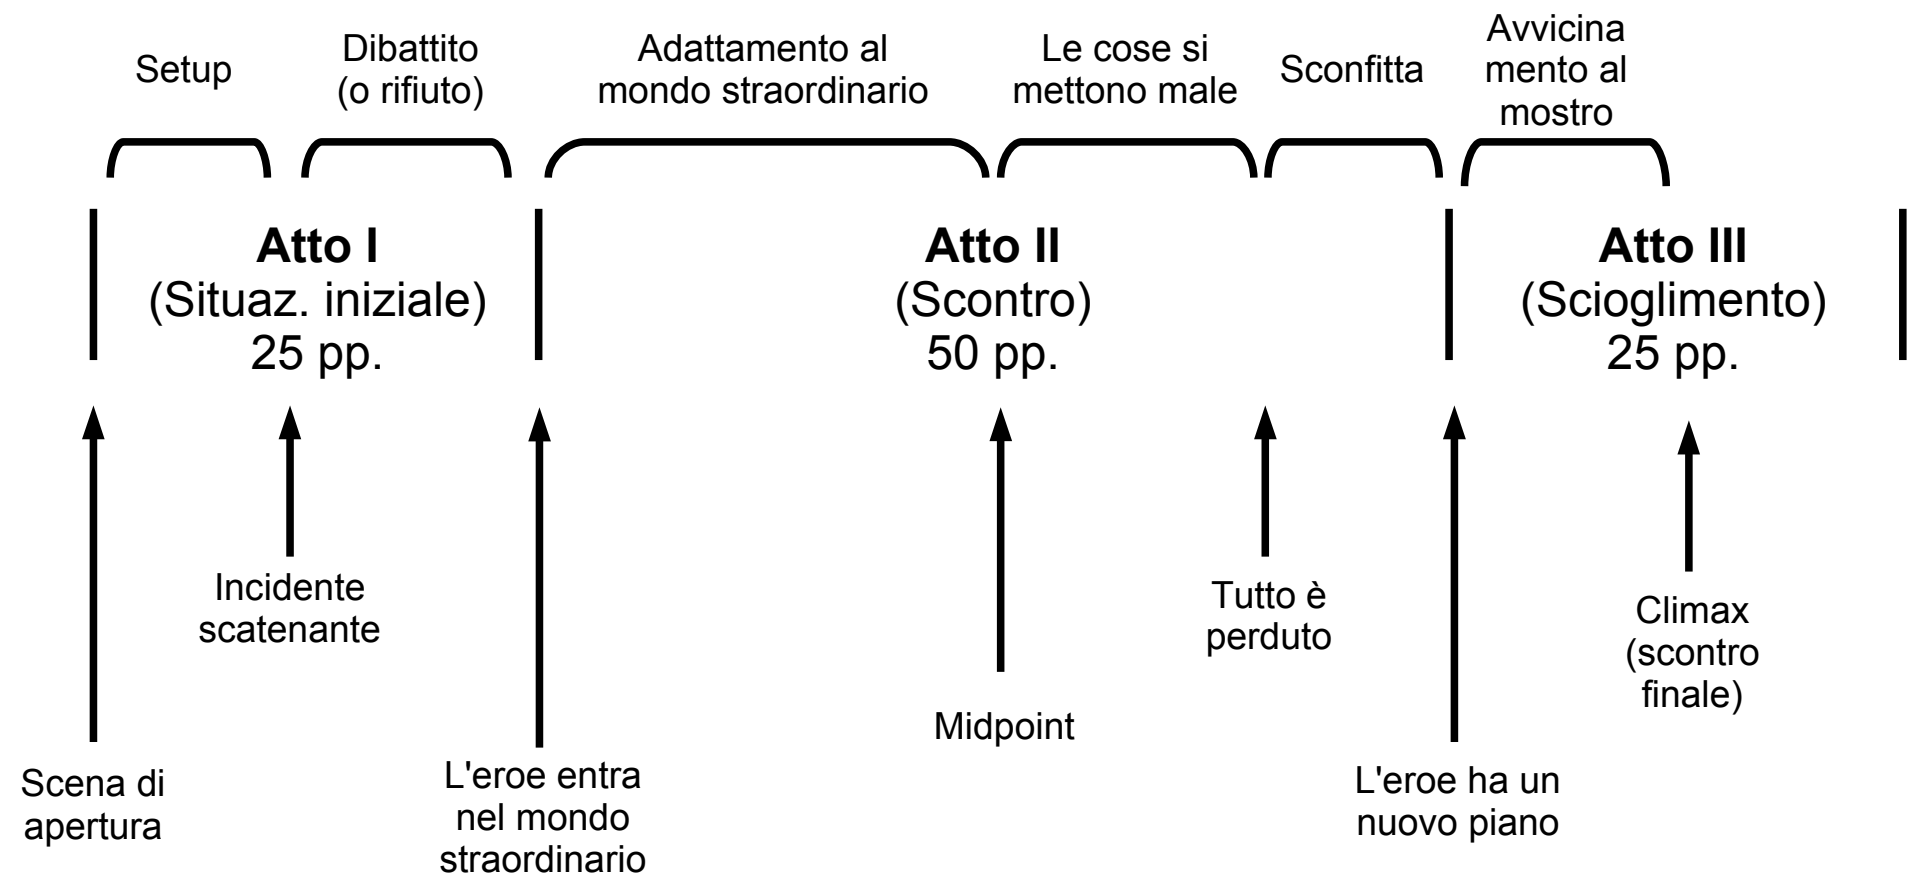 Setup
Dibattito
(o rifiuto)
Adattamento al
mondo straordinario
Le cose si
mettono male
Sconfitta
Avvicina
mento al
mostro
Atto I
(Situaz. iniziale)
25 pp.
Atto II
(Scontro)
50 pp.
Atto III
(Scioglimento)
25 pp.
Scena di
apertura
Incidente
scatenante
L'eroe entra
nel mondo
straordinario
Midpoint
Tutto è
perduto
L'eroe ha un
nuovo piano
Climax
(scontro
finale)